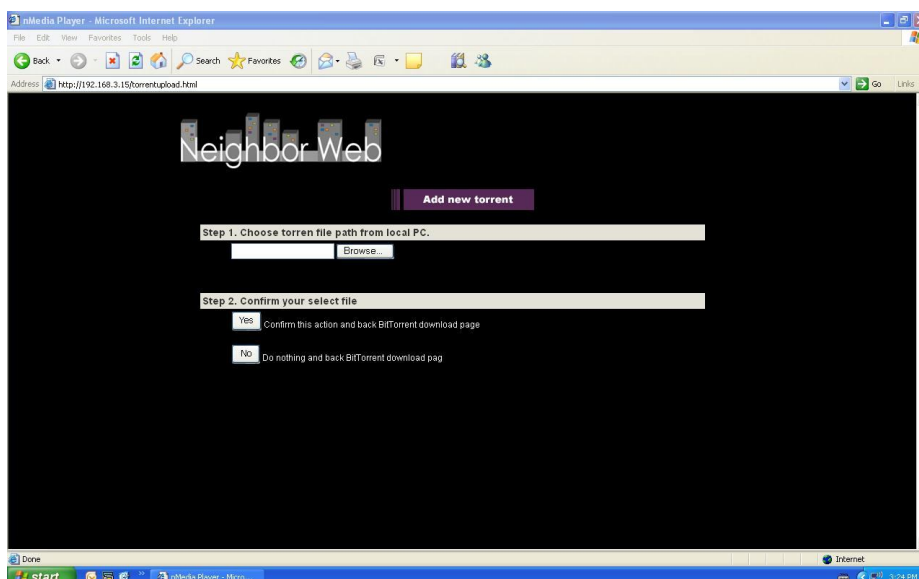 nMedia Player - Microsoft Internet Explorer
File Edit View Favorites Tools Help
Back Search Favorites
Address http://192.168.3.15/torrentupload.html Go Links
Neighbor Web
Add new torrent
Step 1. Choose torren file path from local PC.
Browse...
Step 2. Confirm your select file
Yes Confirm this action and back BitTorrent download page
No Do nothing and back BitTorrent download pag
Done Internet
start nMedia Player - Micro... 3:24 PM